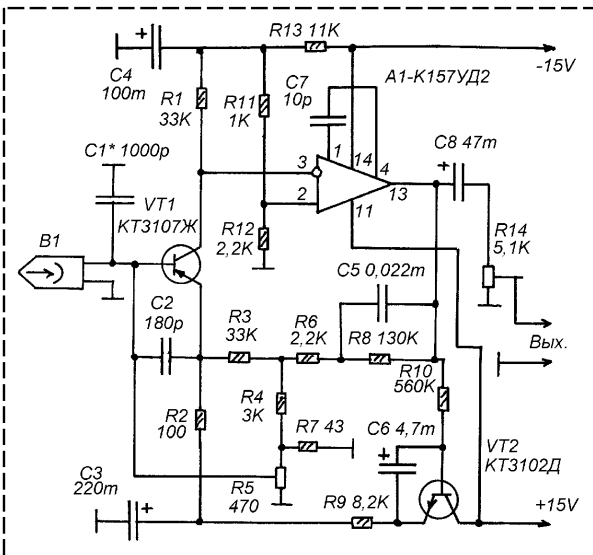 R13 11K
-15V
C4
100m
R1
33K
R11
1K
C7
10p
A1-К157УД2
C1* 1000p
VT1
КТ3107Ж
3
2
1
14
4
13
11
C8 47m
R12
2,2K
R14
5,1K
B1
C2
180p
C5 0,022m
R3
33K
R6
2,2K
R8 130K
Вых.
R10
560K
R4
3K
R7 43
R2
100
C6 4,7m
VT2
КТ3102Д
C3
220m
R5
470
R9 8,2K
+15V